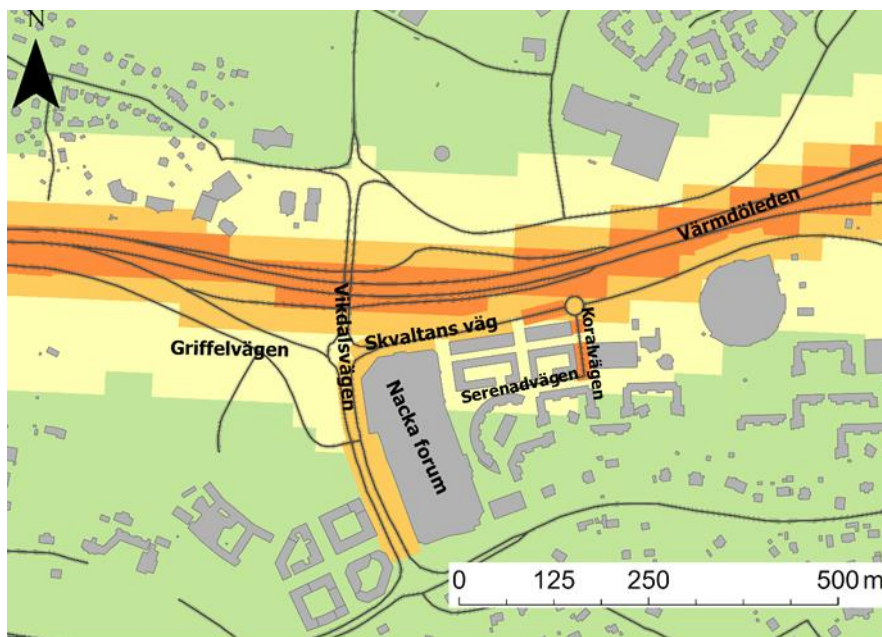 N
Värmdöleden
Vikdalsvägen
Skvaltans väg
Koralvägen
Griffelvägen
Serenadvägen
Nacka forum
0 125 250 500 m